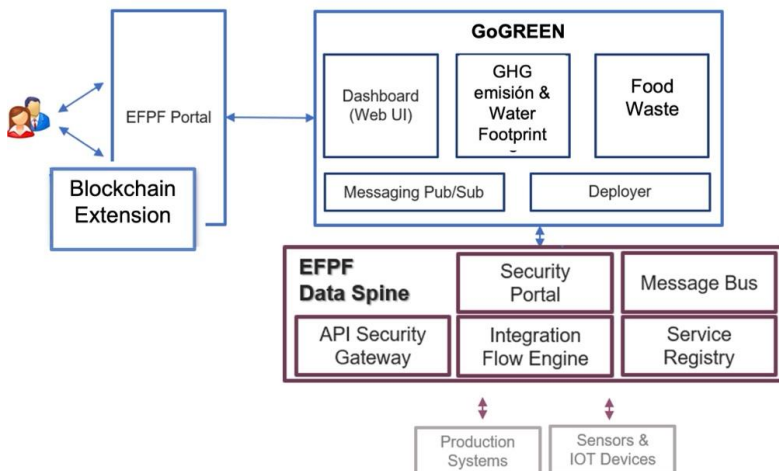 GoGREEN
EFPF Portal
Blockchain
Extension
Dashboard
(Web UI)
GHG
emisión &
Water
Footprint
Food
Waste
Messaging Pub/Sub
Deployer
EFPF
Data Spine
Security
Portal
Message Bus
API Security
Gateway
Integration
Flow Engine
Service
Registry
Production
Systems
Sensors &
IOT Devices